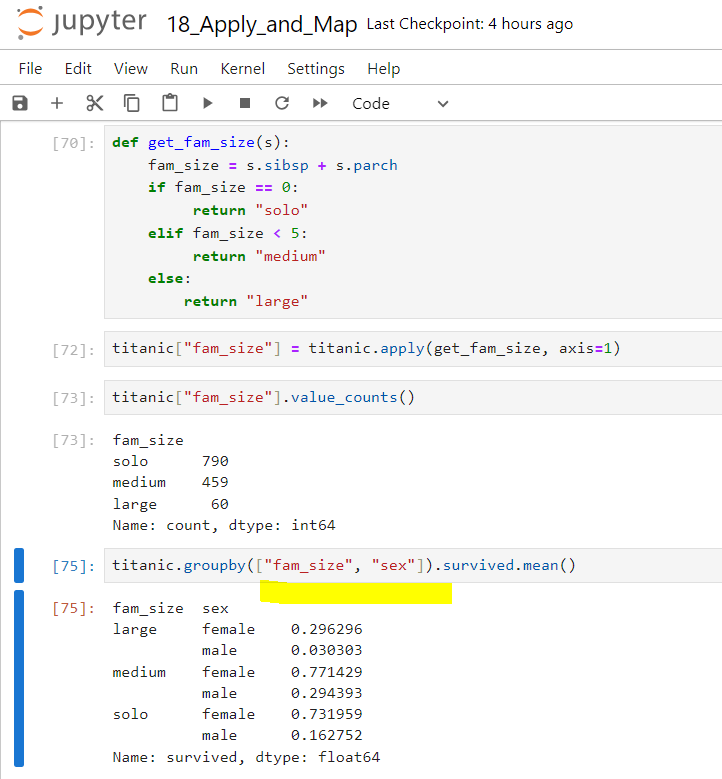 jupyter 18_Apply_and_Map Last Checkpoint: 4 hours ago
File Edit View Run Kernel Settings Help
Code
[70]: def get_fam_size(s):
    fam_size = s.sibsp + s.parch
    if fam_size == 0:
         return "solo"
    elif fam_size < 5:
         return "medium"
    else:
        return "large"
[72]: titanic["fam_size"] = titanic.apply(get_fam_size, axis=1)
[73]: titanic["fam_size"].value_counts()
[73]: fam_size
solo      790
medium    459
large      60
Name: count, dtype: int64
[75]: titanic.groupby(["fam_size", "sex"]).survived.mean()
[75]: fam_size  sex
large     female    0.296296
          male      0.030303
medium    female    0.771429
          male      0.294393
solo      female    0.731959
          male      0.162752
Name: survived, dtype: float64